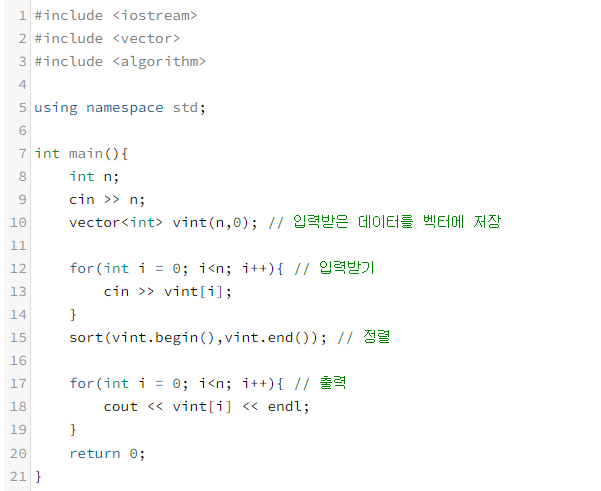 1 #include <iostream>
2 #include <vector>
3 #include <algorithm>
4
5 using namespace std;
6
7 int main(){
8     int n;
9     cin >> n;
10     vector<int> vint(n,0); // 입력받은 데이터를 벡터에 저장
11
12     for(int i = 0; i<n; i++){ // 입력받기
13         cin >> vint[i];
14     }
15     sort(vint.begin(),vint.end()); // 정렬
16
17     for(int i = 0; i<n; i++){ // 출력
18         cout << vint[i] << endl;
19     }
20     return 0;
21 }